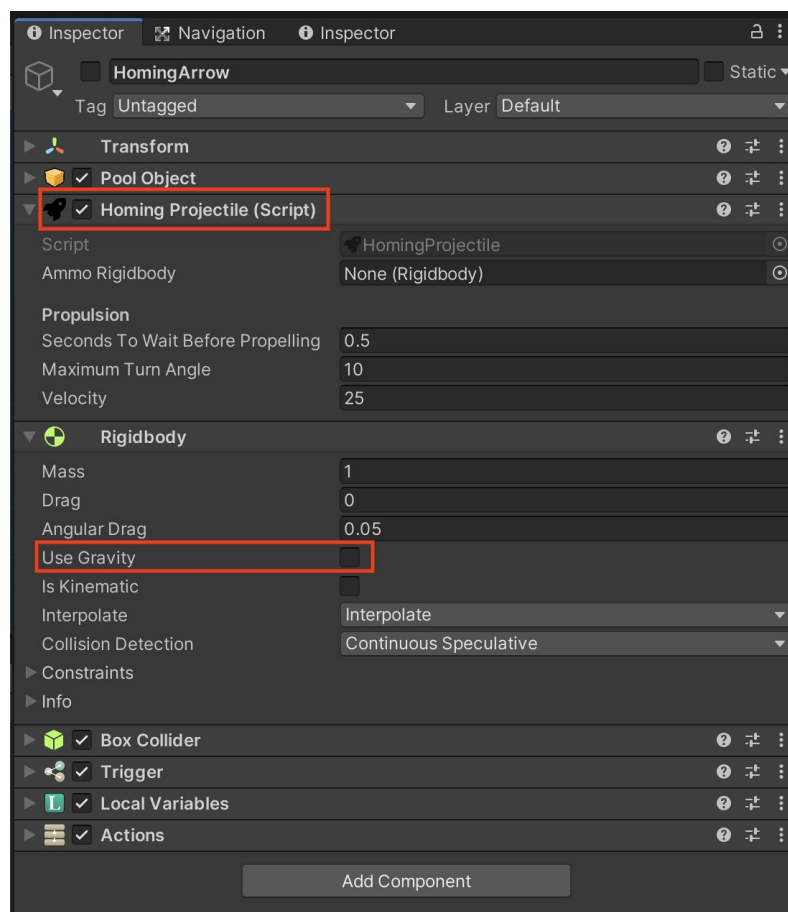 Inspector Navigation Inspector
HomingArrow Static
Tag Untagged Layer Default
Transform
Pool Object
Homing Projectile (Script)
Script HomingProjectile
Ammo Rigidbody None (Rigidbody)
Propulsion
Seconds To Wait Before Propelling 0.5
Maximum Turn Angle 10
Velocity 25
Rigidbody
Mass 1
Drag 0
Angular Drag 0.05
Use Gravity
Is Kinematic
Interpolate Interpolate
Collision Detection Continuous Speculative
Constraints
Info
Box Collider
Trigger
L Local Variables
Actions
Add Component